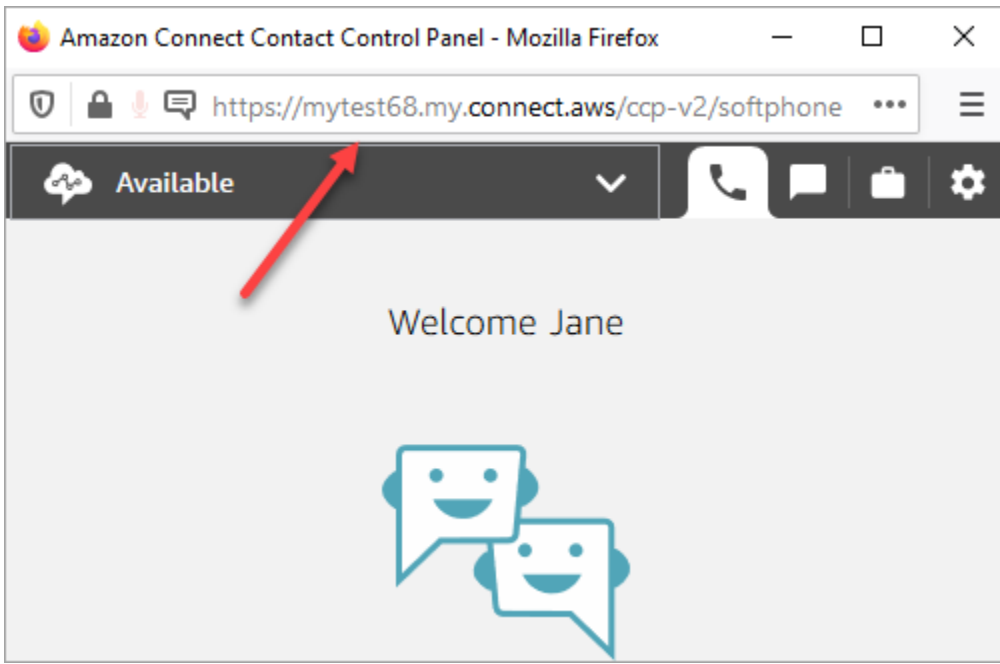 Amazon Connect Contact Control Panel - Mozilla Firefox
https://mytest68.my.connect.aws/ccp-v2/softphone
Available
Welcome Jane